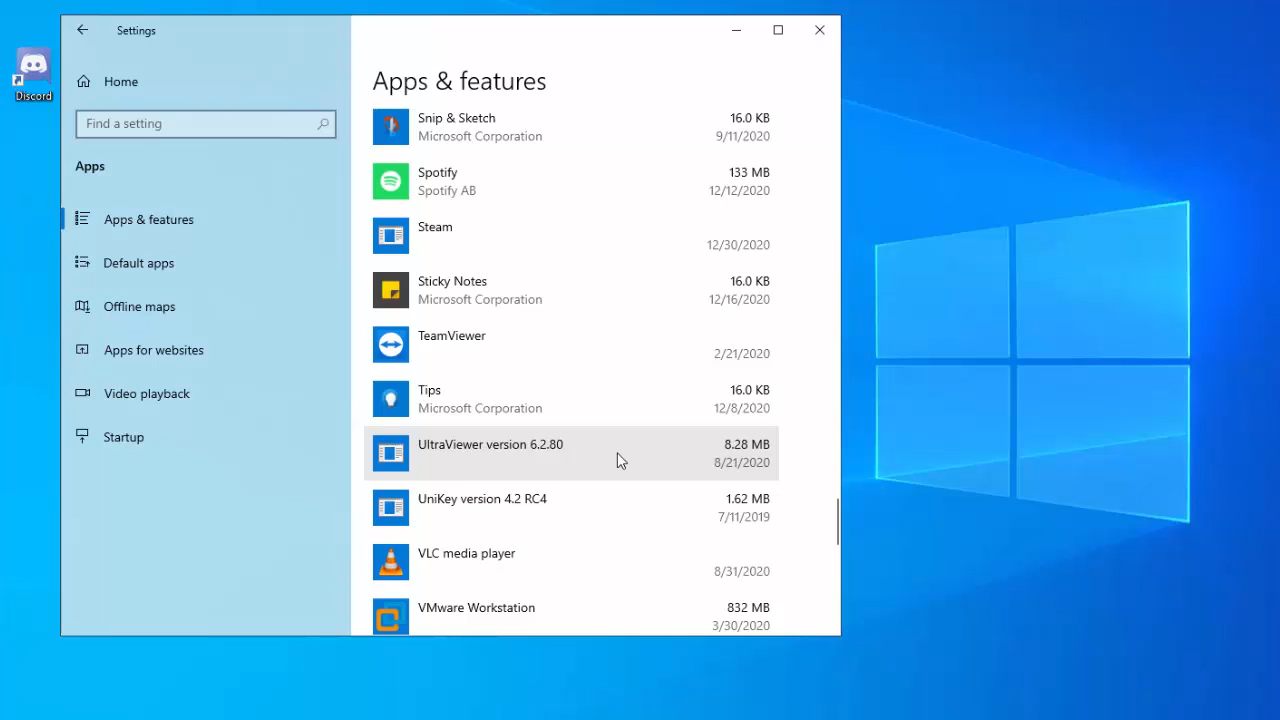 Settings
Discord
Home
Find a setting
Apps
Apps & features
Default apps
Offline maps
Apps for websites
Video playback
Startup
Apps & features
Snip & Sketch 16.0 KB
Microsoft Corporation 9/11/2020
Spotify 133 MB
Spotify AB 12/12/2020
Steam
12/30/2020
Sticky Notes 16.0 KB
Microsoft Corporation 12/16/2020
TeamViewer
2/21/2020
Tips 16.0 KB
Microsoft Corporation 12/8/2020
UltraViewer version 6.2.80 8.28 MB
8/21/2020
UniKey version 4.2 RC4 1.62 MB
7/11/2019
VLC media player
8/31/2020
VMware Workstation 832 MB
3/30/2020